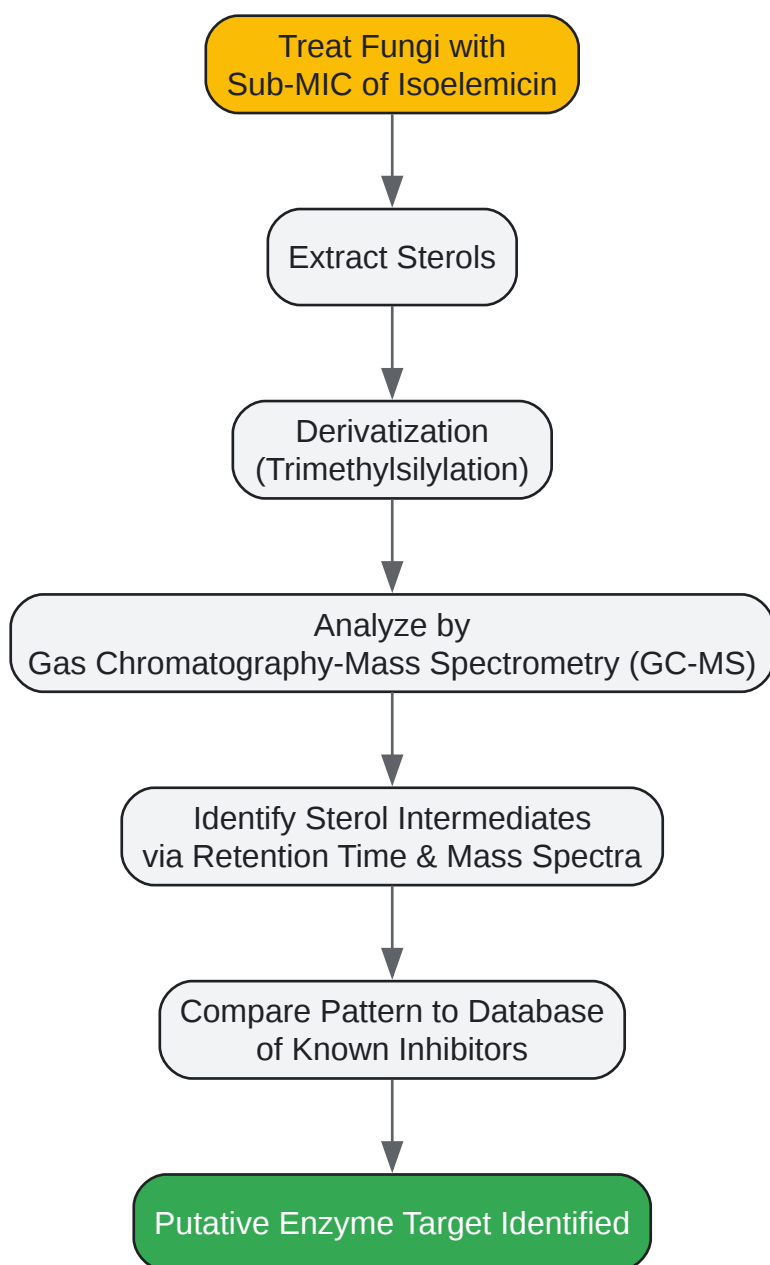 Treat Fungi with
Sub-MIC of Isoelemicin
Extract Sterols
Derivatization
(Trimethylsilylation)
Analyze by
Gas Chromatography-Mass Spectrometry (GC-MS)
Identify Sterol Intermediates
via Retention Time & Mass Spectra
Compare Pattern to Database
of Known Inhibitors
Putative Enzyme Target Identified